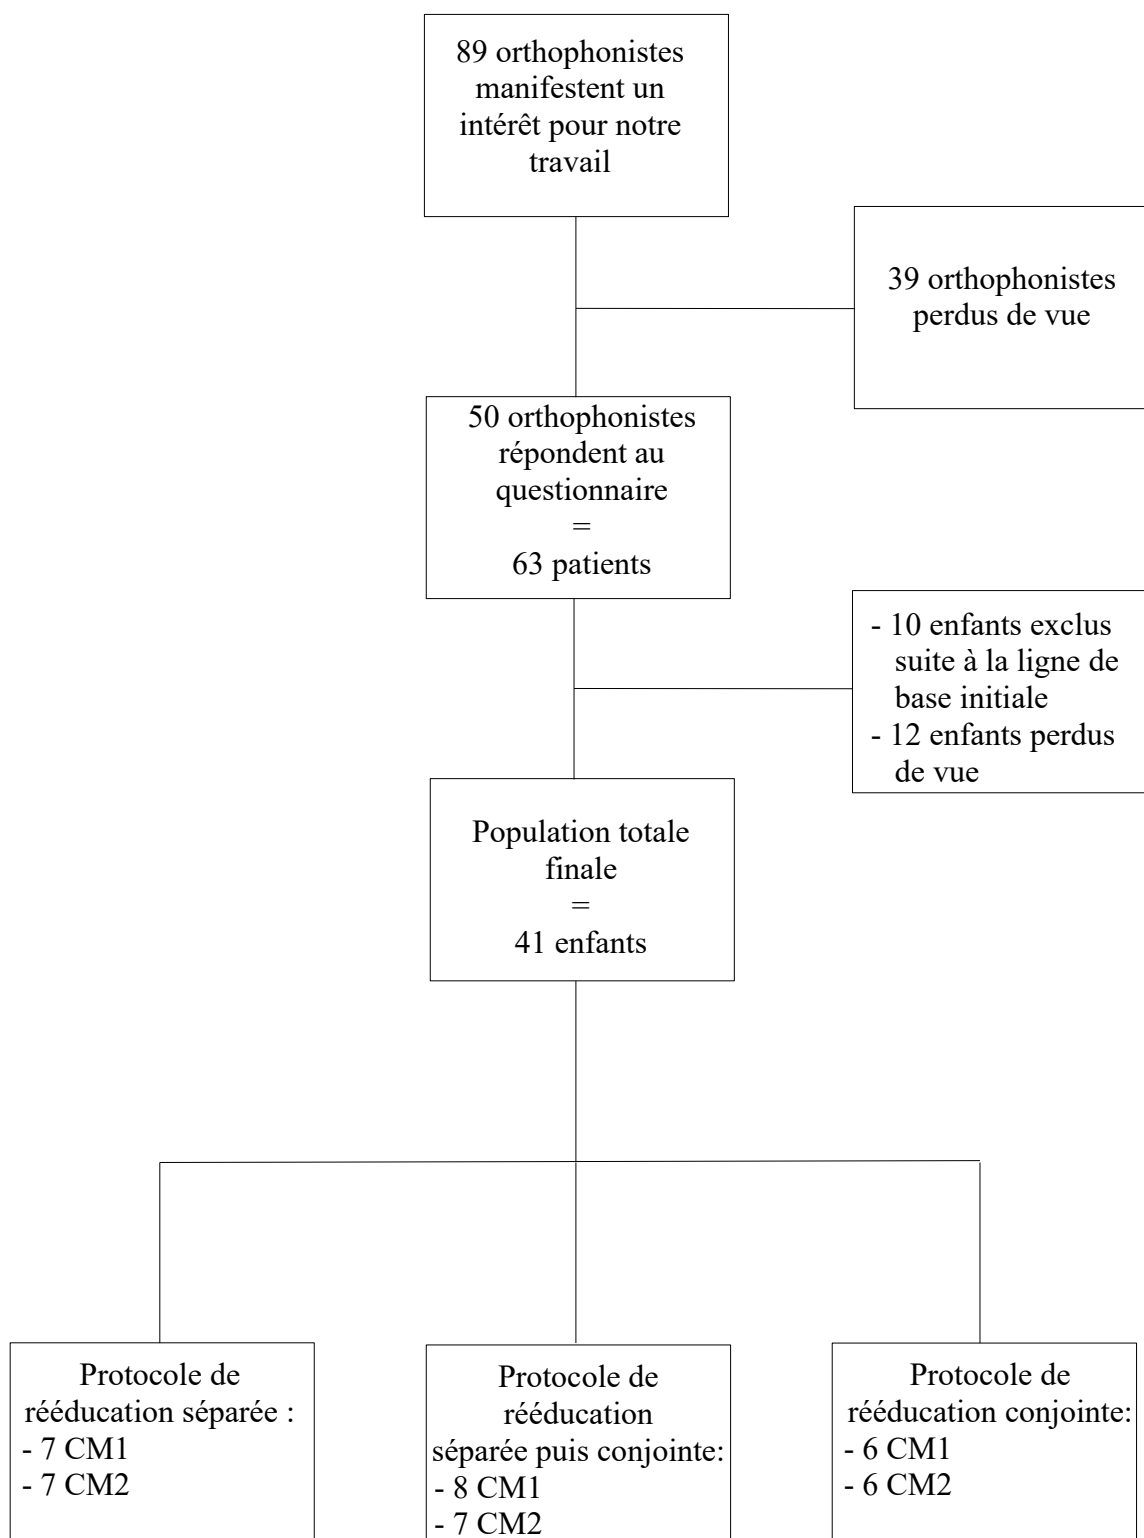 89 orthophonistes
manifestent un
intérêt pour notre
travail
39 orthophonistes
perdus de vue
50 orthophonistes
répondent au
questionnaire
=
63 patients
- 10 enfants exclus
suite à la ligne de
base initiale
- 12 enfants perdus
de vue
Population totale
finale
=
41 enfants
Protocole de
rééducation séparée :
- 7 CM1
- 7 CM2
Protocole de
rééducation
séparée puis conjointe:
- 8 CM1
- 7 CM2
Protocole de
rééducation conjointe:
- 6 CM1
- 6 CM2